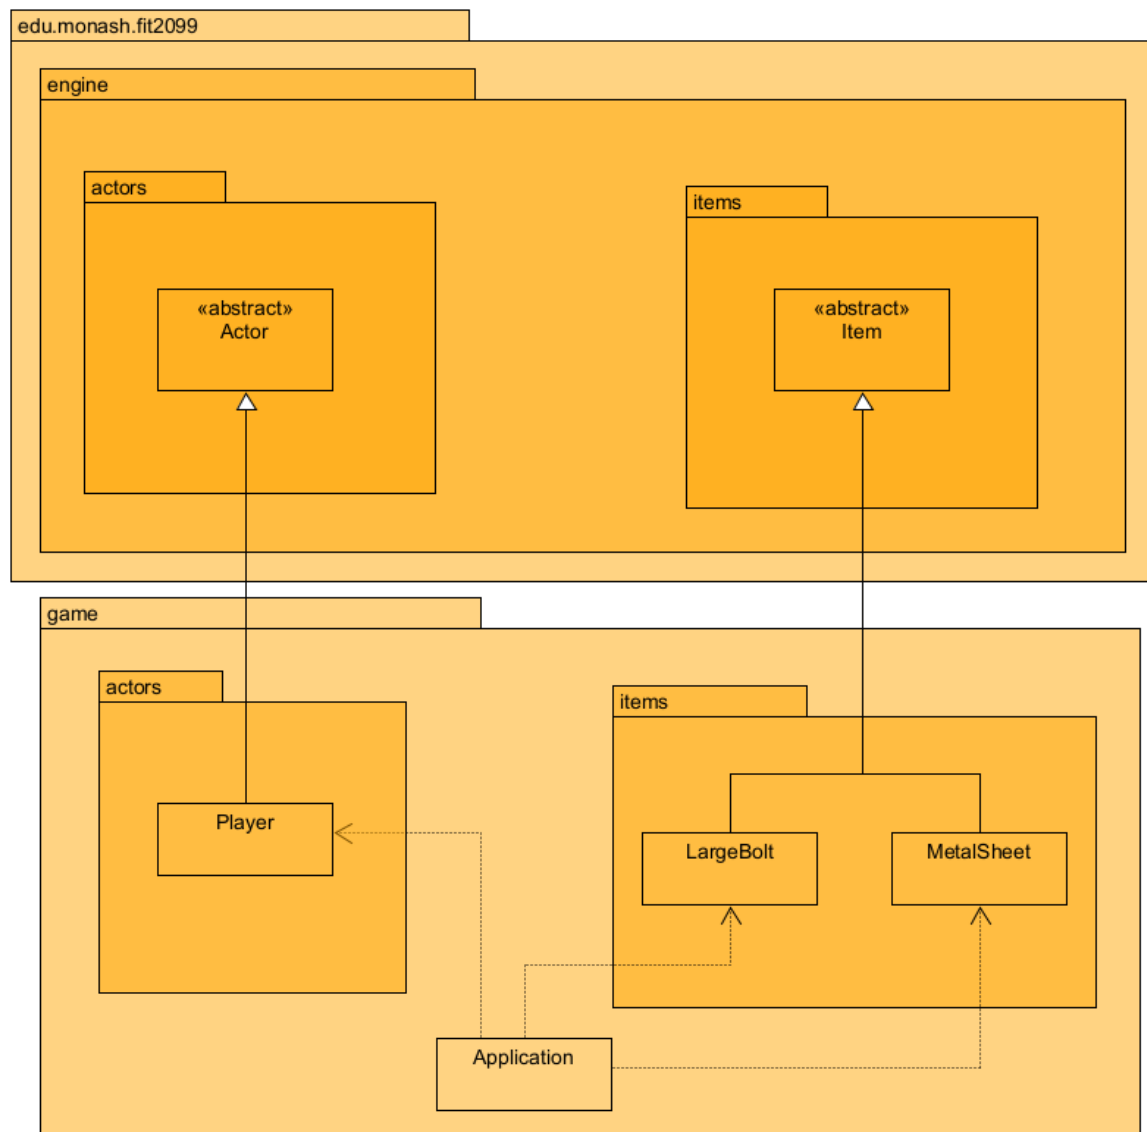 edu.monash.fit2099
engine
actors
items
«abstract»
Actor
«abstract»
Item
game
actors
items
Player
LargeBolt
MetalSheet
Application